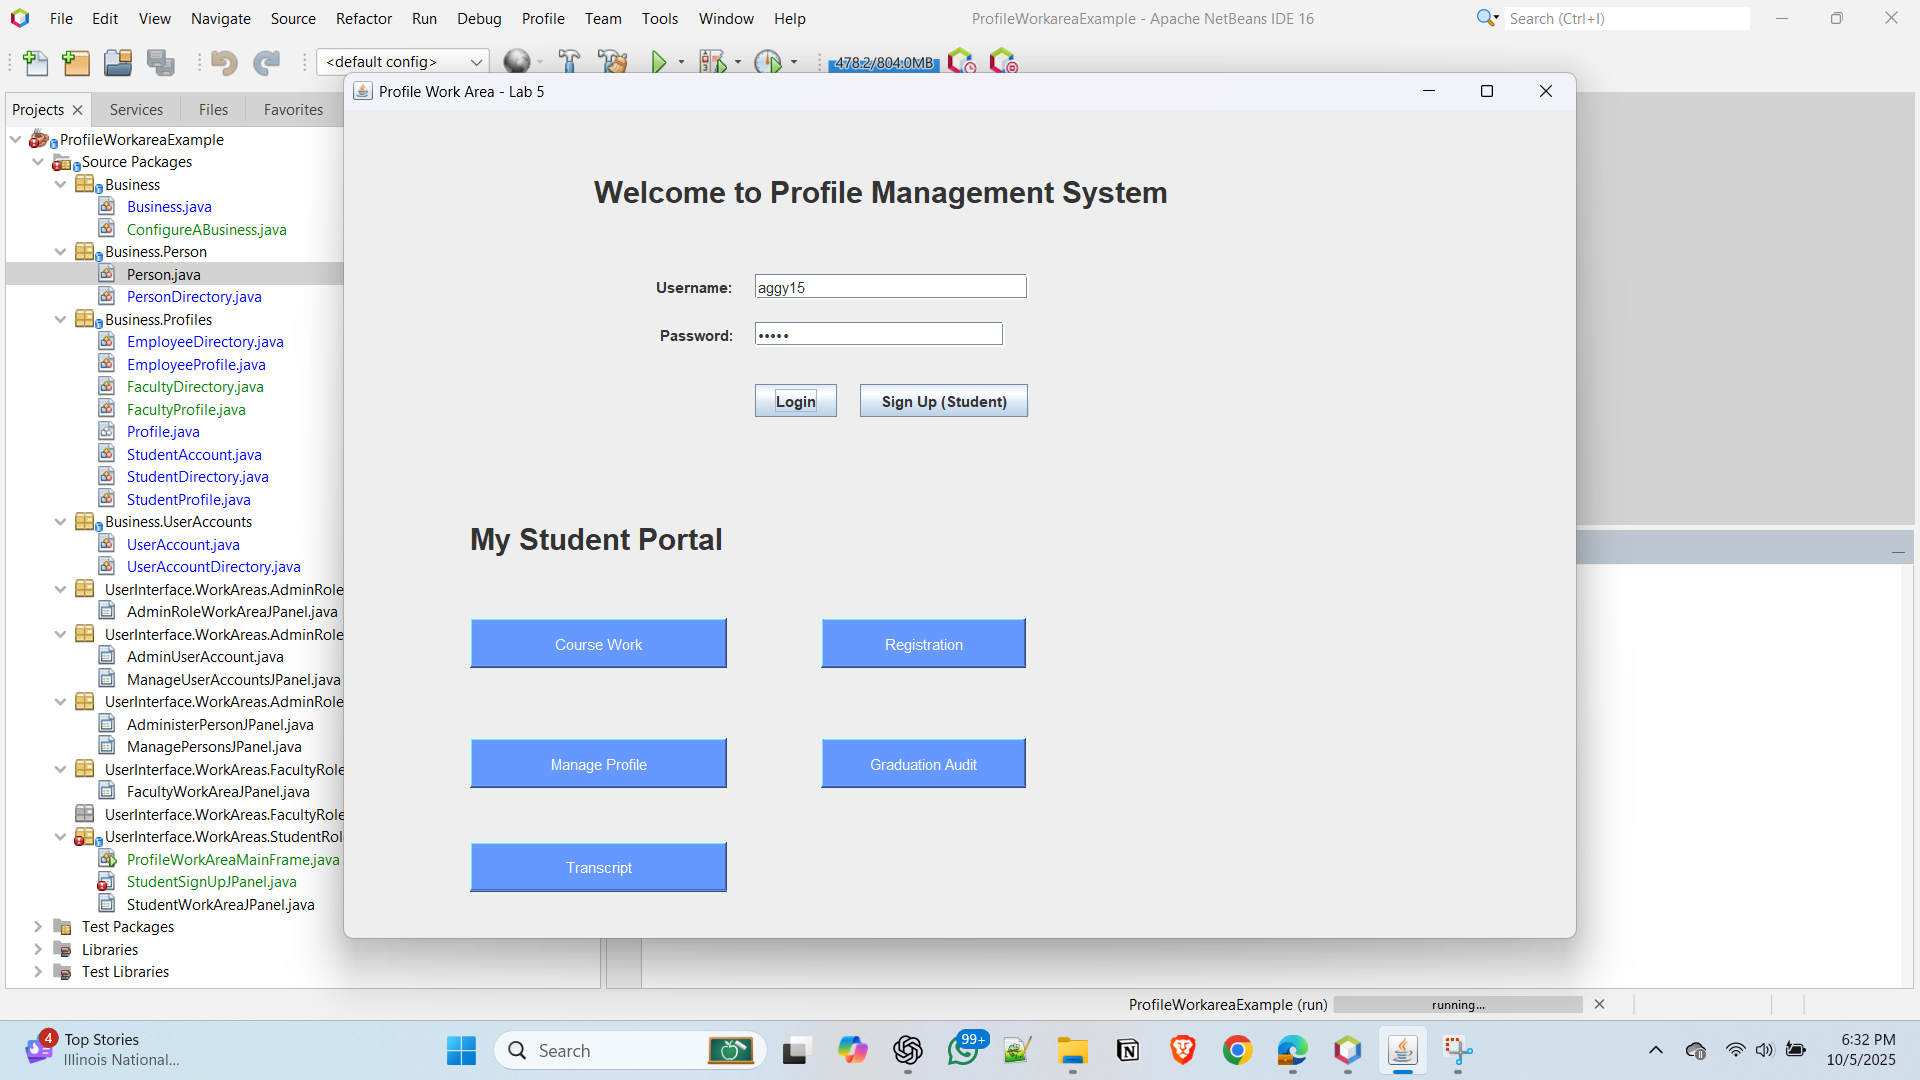 File Edit View Navigate Source Refactor Run Debug Profile Team Tools Window Help
ProfileWorkareaExample - Apache NetBeans IDE 16
Search (Ctrl+I)
<default config>
478.2/804.0MB
Projects Services Files Favorites
Profile Work Area - Lab 5
ProfileWorkareaExample
Source Packages
Business
Business.java
ConfigureABusiness.java
Business.Person
Person.java
PersonDirectory.java
Business.Profiles
EmployeeDirectory.java
EmployeeProfile.java
FacultyDirectory.java
FacultyProfile.java
Profile.java
StudentAccount.java
StudentDirectory.java
StudentProfile.java
Business.UserAccounts
UserAccount.java
UserAccountDirectory.java
UserInterface.WorkAreas.AdminRole
AdminRoleWorkAreaJPanel.java
UserInterface.WorkAreas.AdminRole
AdminUserAccount.java
ManageUserAccountsJPanel.java
UserInterface.WorkAreas.AdminRole
AdministerPersonJPanel.java
ManagePersonsJPanel.java
UserInterface.WorkAreas.FacultyRole
FacultyWorkAreaJPanel.java
UserInterface.WorkAreas.FacultyRole
UserInterface.WorkAreas.StudentRol
ProfileWorkAreaMainFrame.java
StudentSignUpJPanel.java
StudentWorkAreaJPanel.java
Test Packages
Libraries
Test Libraries
Welcome to Profile Management System
Username: aggy15
Password: •••••
Login Sign Up (Student)
My Student Portal
Course Work Registration
Manage Profile Graduation Audit
Transcript
ProfileWorkareaExample (run) running...
4 Top Stories
Illinois National...
Search
99+
6:32 PM
10/5/2025